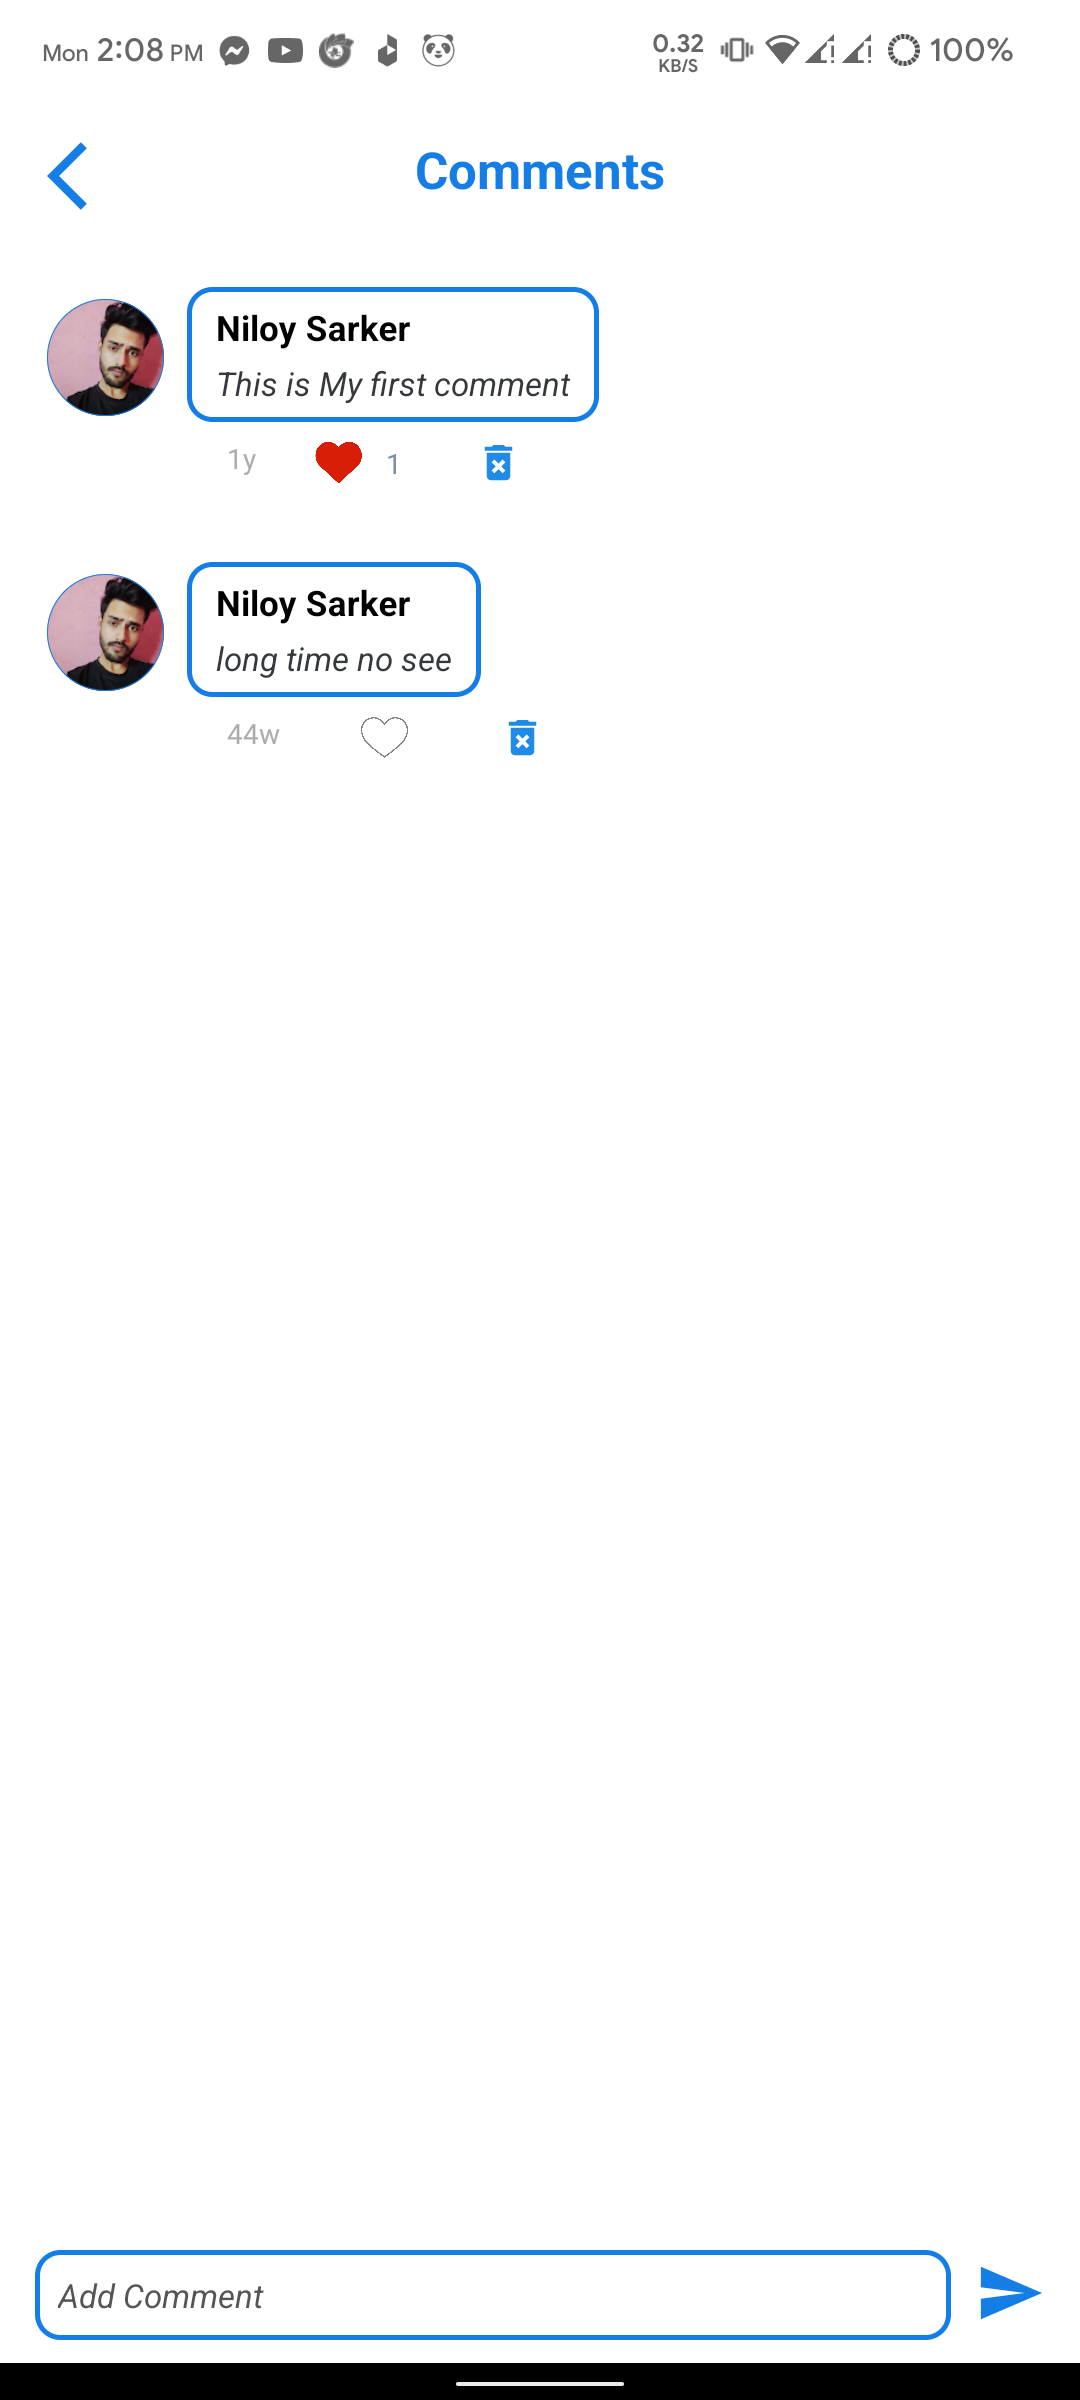 Mon 2:08 PM 0.32 KB/S 100%
Comments
Niloy Sarker
This is My first comment
1y 1
Niloy Sarker
long time no see
44w
Add Comment